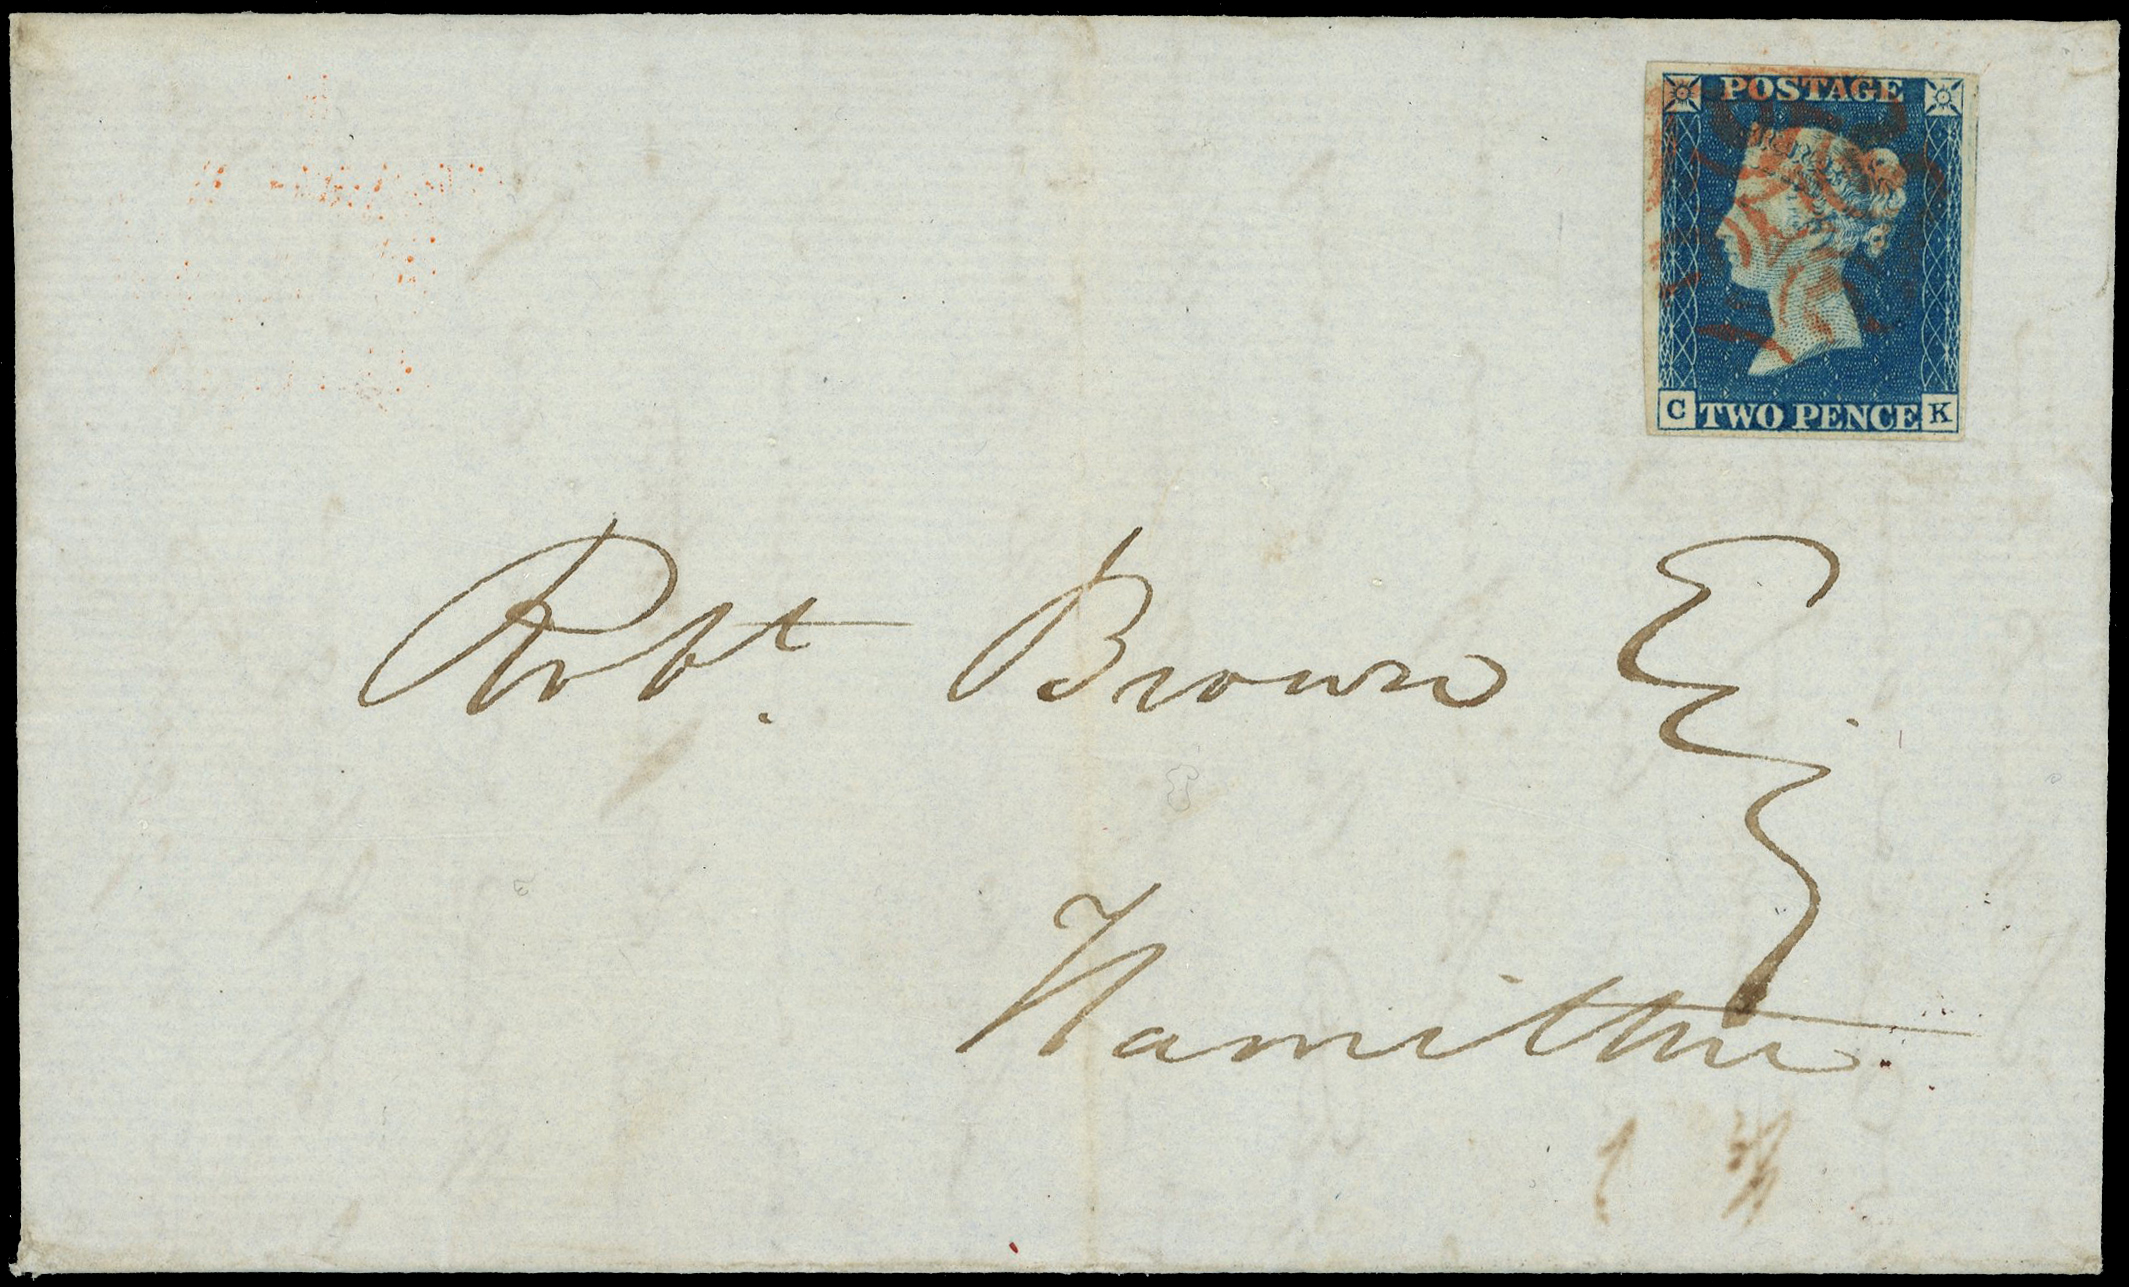 POSTAGE
C TWO PENCE K
Robt. Brown Esq
Hamilton